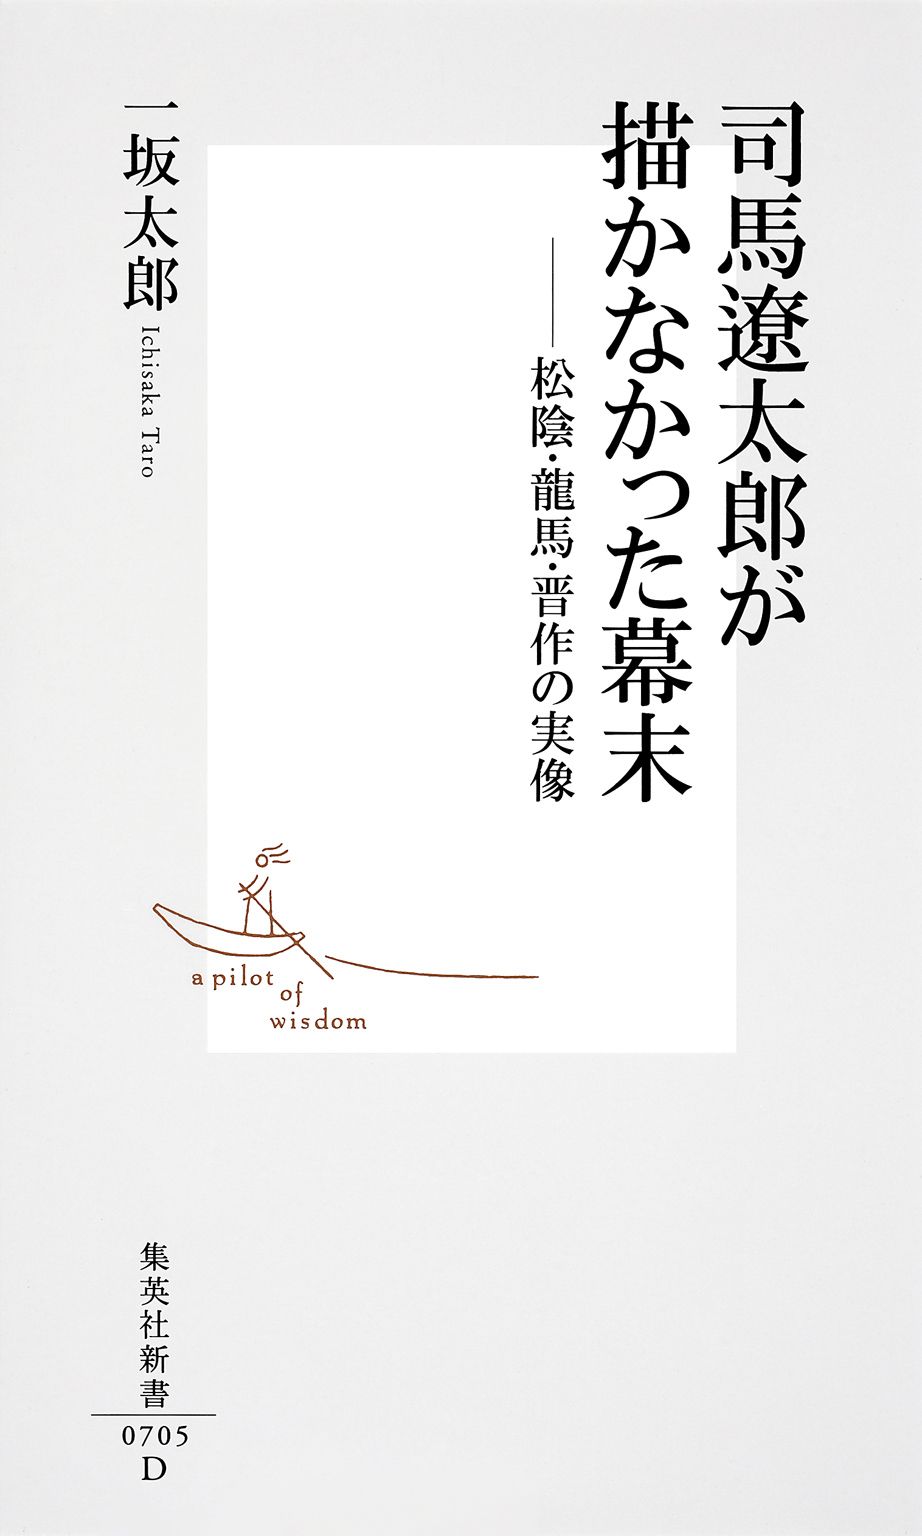 司馬遼太郎が
描かなかった幕末
――松陰・龍馬・晋作の実像
一坂太郎
Ichisaka Taro
a pilot
of
wisdom
集英社新書
0705
D